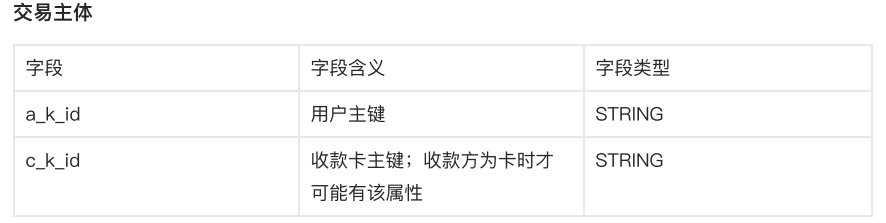 交易主体
字段 字段含义 字段类型
a_k_id 用户主键 STRING
c_k_id 收款卡主键；收款方为卡时才 STRING
可能有该属性